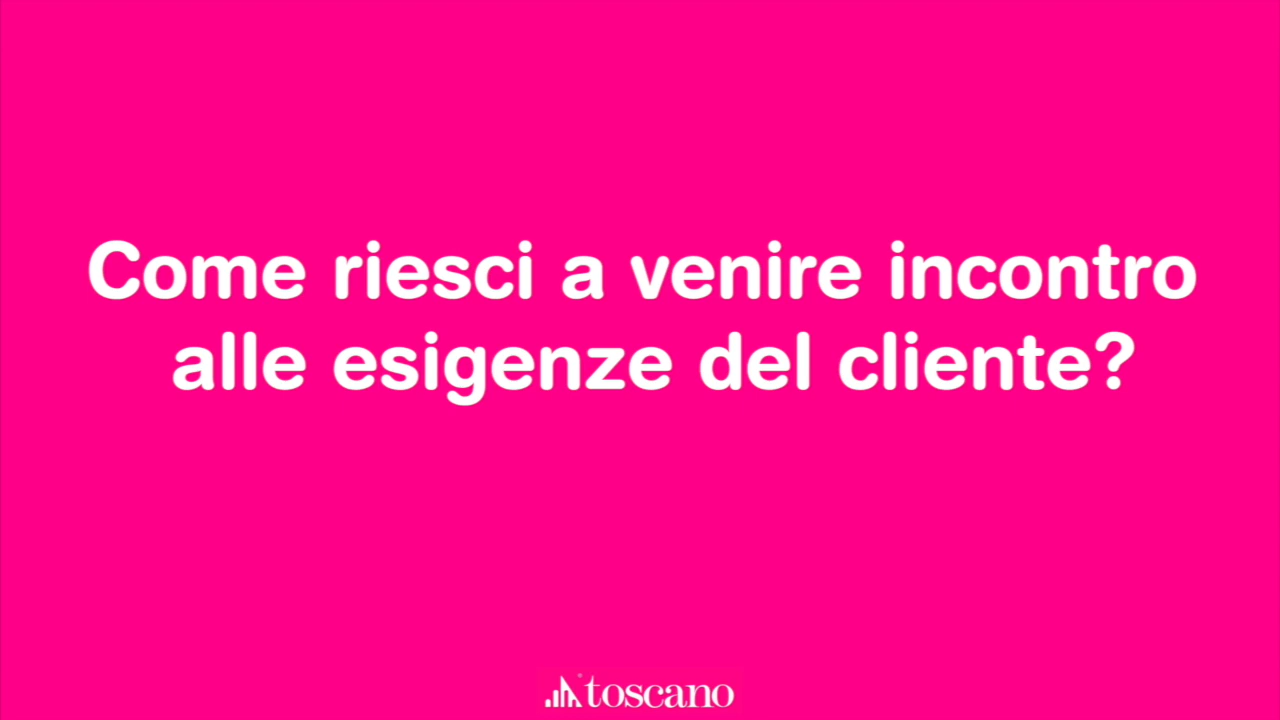 Come riesci a venire incontro
alle esigenze del cliente?
toscano